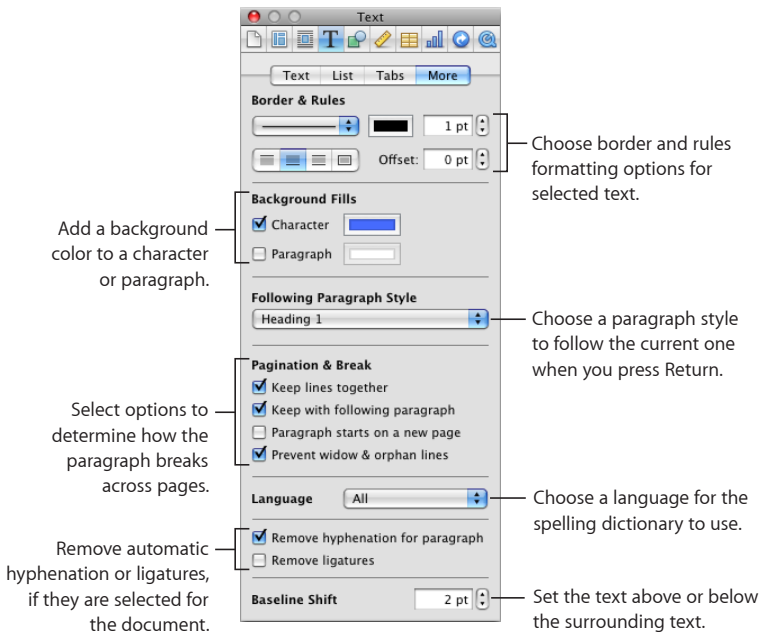 Text
Text List Tabs More
Border & Rules
1 pt
Offset: 0 pt
Choose border and rules
formatting options for
selected text.
Background Fills
Character
Paragraph
Add a background
color to a character
or paragraph.
Following Paragraph Style
Heading 1
Choose a paragraph style
to follow the current one
when you press Return.
Pagination & Break
Keep lines together
Keep with following paragraph
Paragraph starts on a new page
Prevent widow & orphan lines
Select options to
determine how the
paragraph breaks
across pages.
Language All
Choose a language for the
spelling dictionary to use.
Remove hyphenation for paragraph
Remove ligatures
Remove automatic
hyphenation or ligatures,
if they are selected for
the document.
Baseline Shift 2 pt
Set the text above or below
the surrounding text.